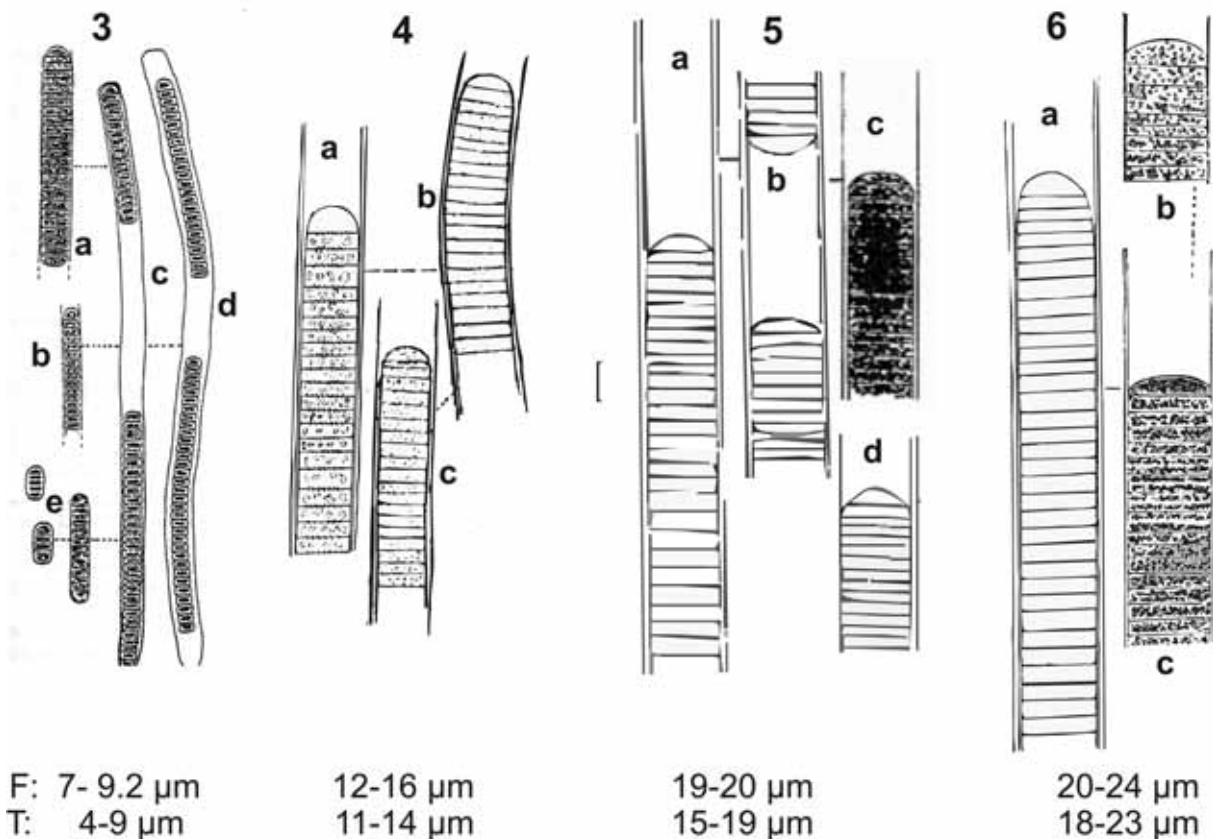 3 4 5 6
a b c d e
a b c
a b c d
a b c
F: 7- 9.2 µm 12-16 µm 19-20 µm 20-24 µm
T: 4-9 µm 11-14 µm 15-19 µm 18-23 µm